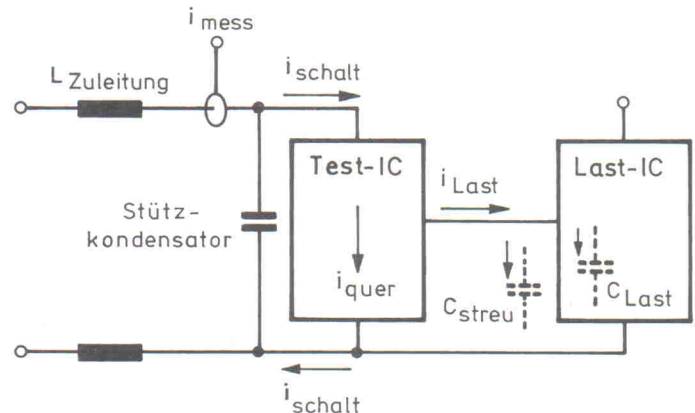 i mess
L Zuleitung
i schalt
Test-IC
Last-IC
i Last
Stütz-
kondensator
i quer
C streu
C Last
i schalt